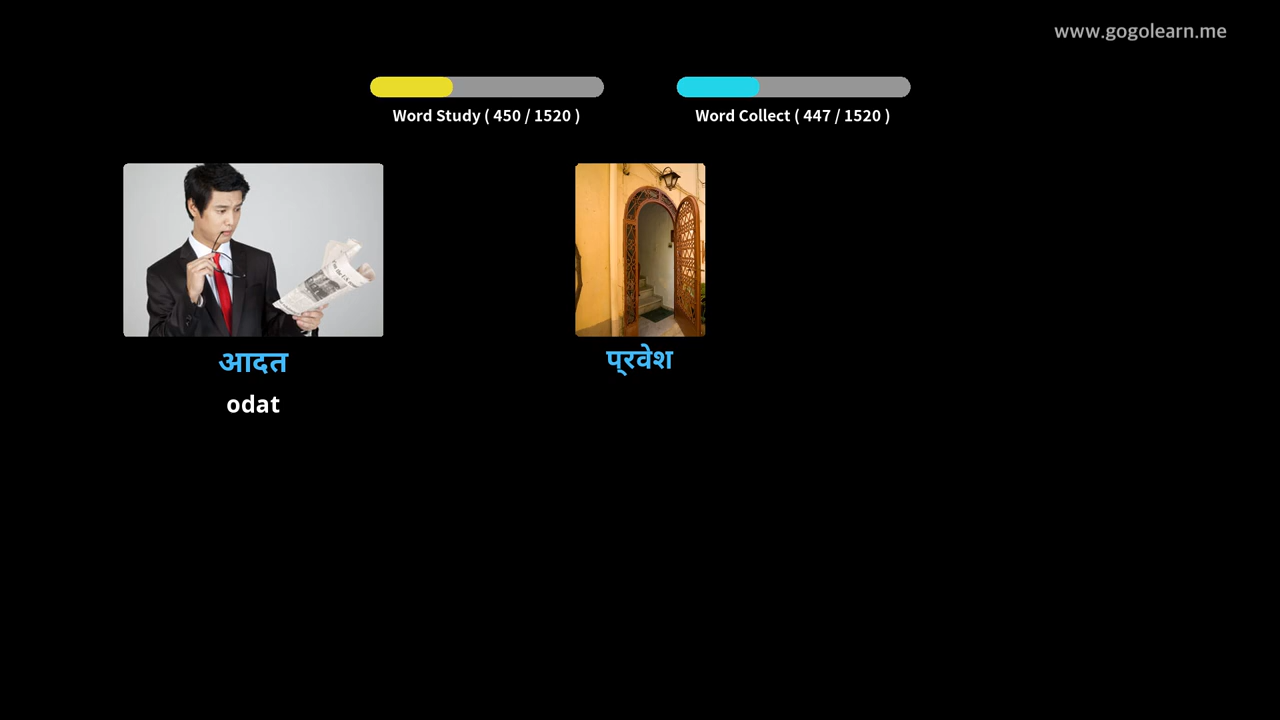 www.gogolearn.me
Word Study ( 450 / 1520 )
Word Collect ( 447 / 1520 )
आदत
odat
प्रवेश